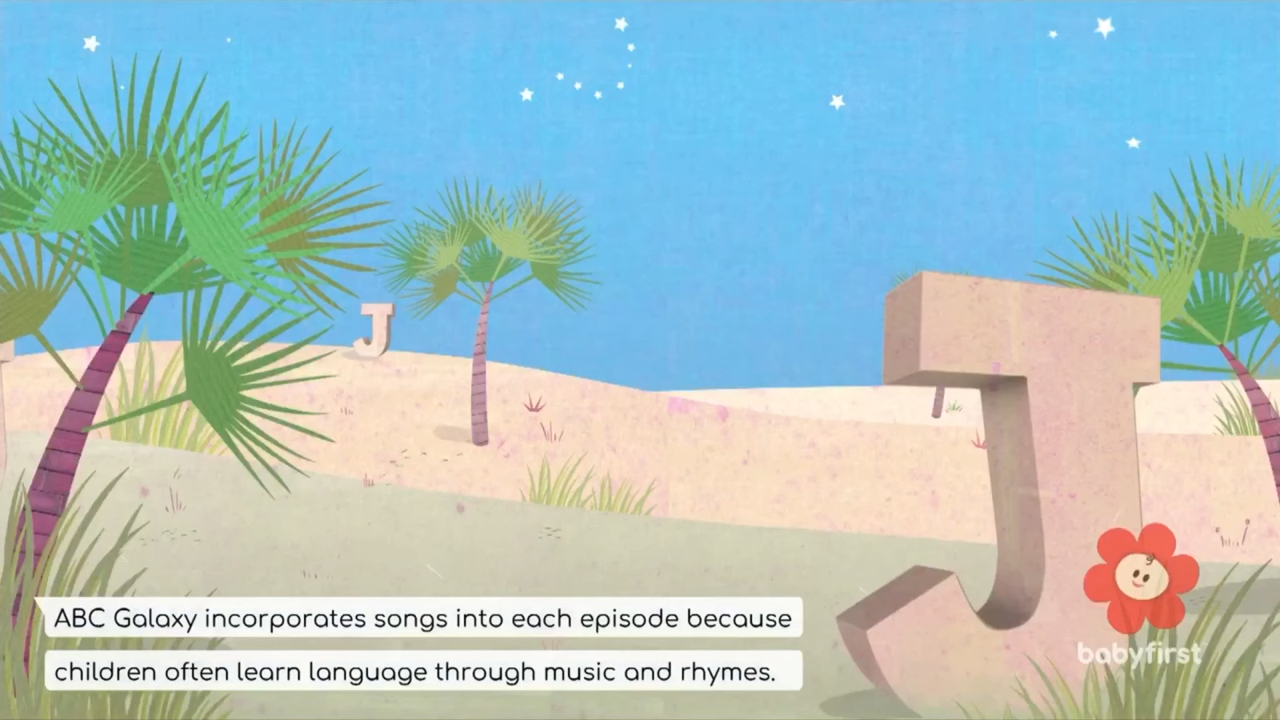 J
J
ABC Galaxy incorporates songs into each episode because
children often learn language through music and rhymes.
babyfirst